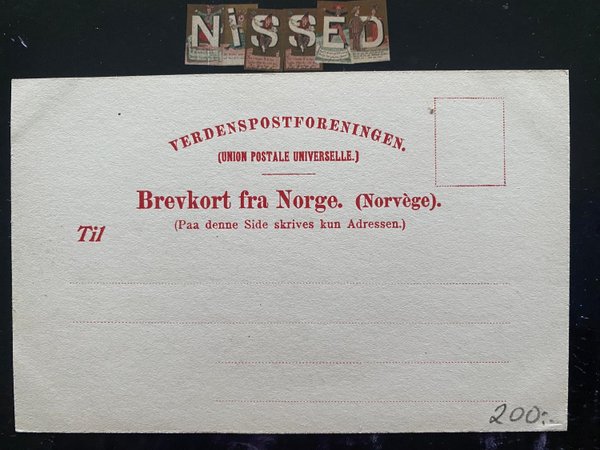 NiSSED
VERDENSPOSTFORENINGEN.
(UNION POSTALE UNIVERSELLE.)
Brevkort fra Norge. (Norvège).
(Paa denne Side skrives kun Adressen.)
Til
200:-